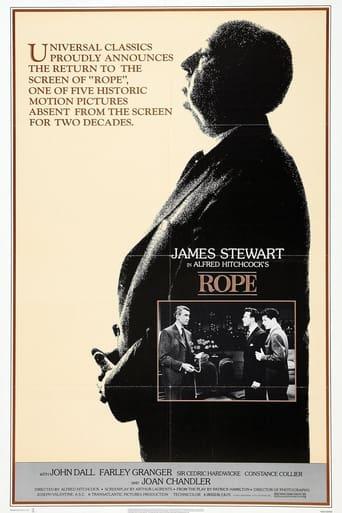 UNIVERSAL CLASSICS
PROUDLY ANNOUNCES
THE RETURN TO THE
SCREEN OF "ROPE",
ONE OF FIVE HISTORIC
MOTION PICTURES
ABSENT FROM THE SCREEN
FOR TWO DECADES.
JAMES STEWART
IN ALFRED HITCHCOCK'S
ROPE
WITH JOHN DALL FARLEY GRANGER SIR CEDRIC HARDWICKE CONSTANCE COLLIER
AND JOAN CHANDLER
DIRECTED BY ALFRED HITCHCOCK • SCREENPLAY BY ARTHUR LAURENTS • FROM THE PLAY BY PATRICK HAMILTON • DIRECTOR OF PHOTOGRAPHY
JOSEPH VALENTINE A.S.C. A TRANSATLANTIC PICTURES PRODUCTION TECHNICOLOR